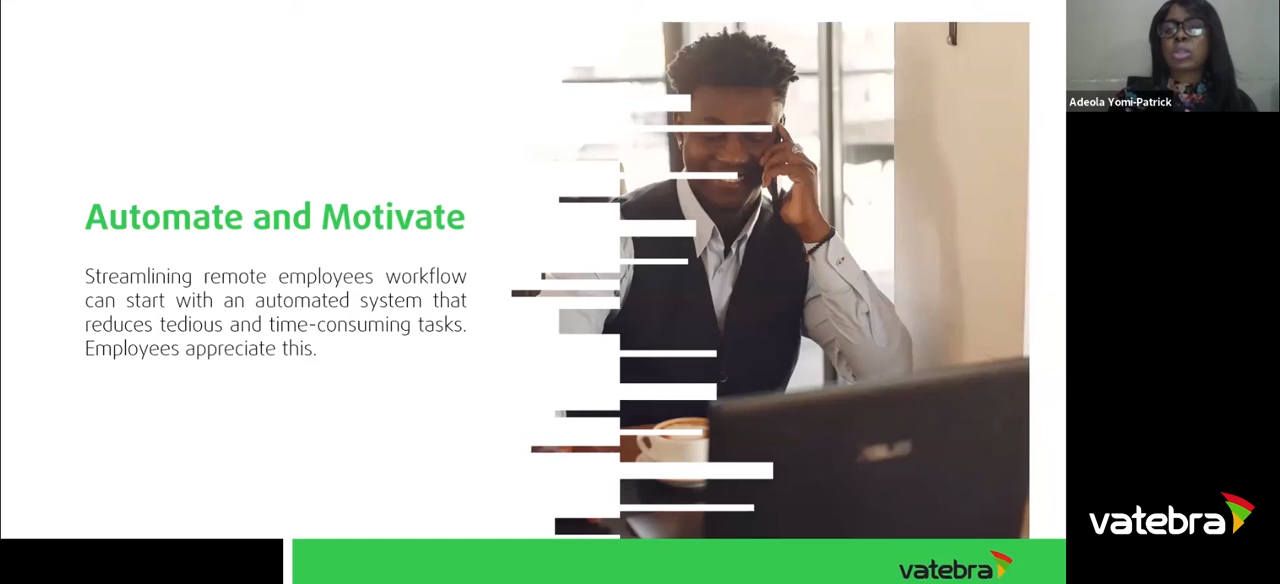 Automate and Motivate
Streamlining remote employees workflow
can start with an automated system that
reduces tedious and time-consuming tasks.
Employees appreciate this.
Adeola Yomi-Patrick
vatebra
vatebra